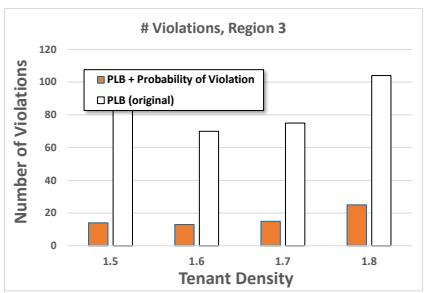 # Violations, Region 3
120
100
80
60
40
20
0
Number of Violations
PLB + Probability of Violation
PLB (original)
1.5 1.6 1.7 1.8
Tenant Density